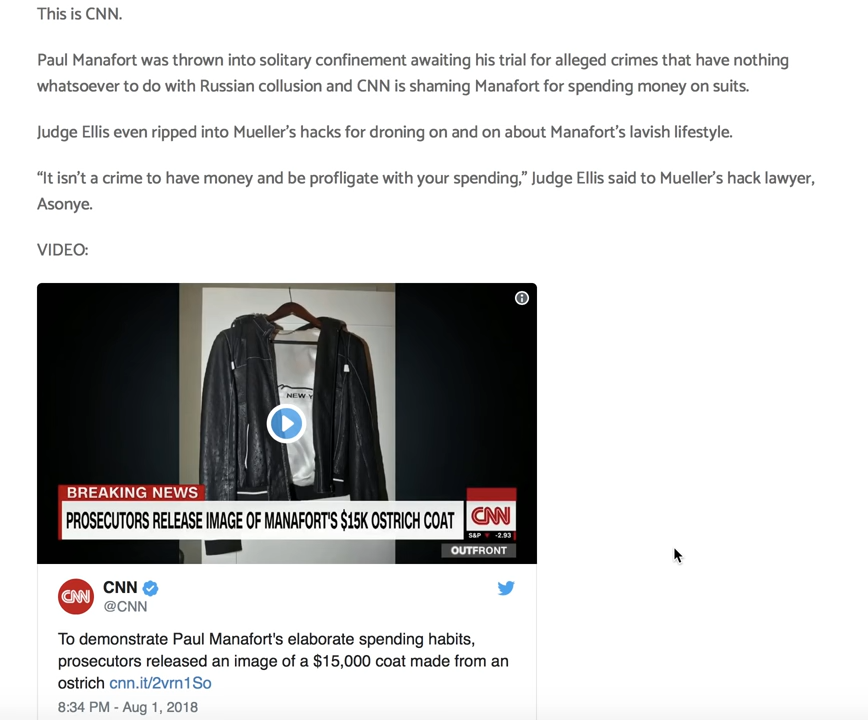 This is CNN.
Paul Manafort was thrown into solitary confinement awaiting his trial for alleged crimes that have nothing
whatsoever to do with Russian collusion and CNN is shaming Manafort for spending money on suits.
Judge Ellis even ripped into Mueller’s hacks for droning on and on about Manafort’s lavish lifestyle.
“It isn’t a crime to have money and be profligate with your spending,” Judge Ellis said to Mueller’s hack lawyer,
Asonye.
VIDEO:
NEW Y
BREAKING NEWS
PROSECUTORS RELEASE IMAGE OF MANAFORT'S $15K OSTRICH COAT
CNN
S&P ▼ -2.93
OUTFRONT
CNN
CNN
@CNN
To demonstrate Paul Manafort's elaborate spending habits,
prosecutors released an image of a $15,000 coat made from an
ostrich cnn.it/2vrn1So
8:34 PM - Aug 1, 2018